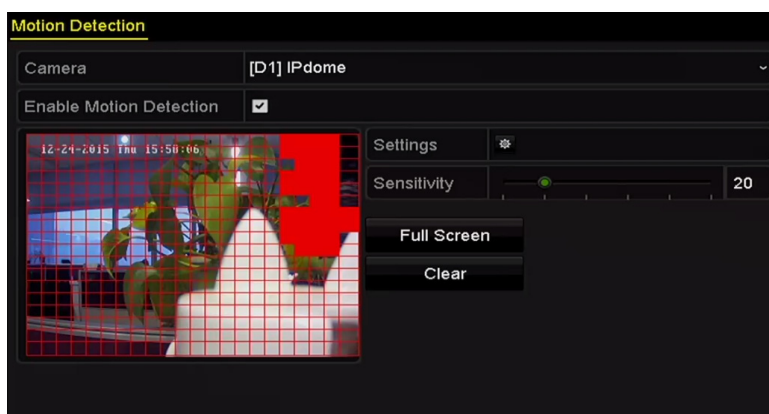 Motion Detection
Camera [D1] IPdome
Enable Motion Detection
12-24-2015 Thu 15:58:06
Settings
Sensitivity 20
Full Screen
Clear